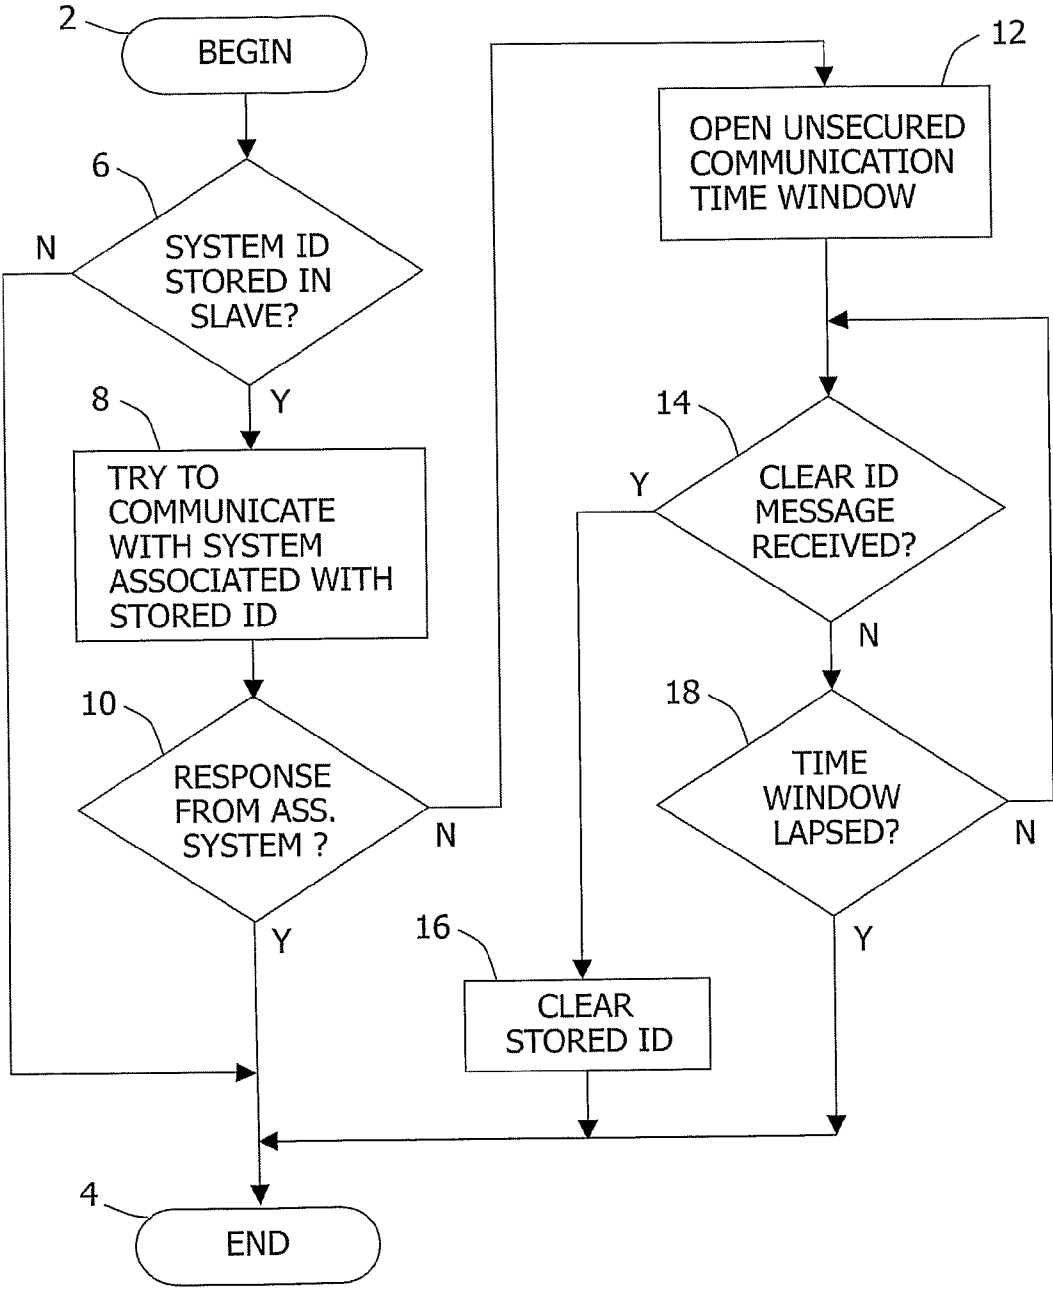 2
BEGIN
6
N
SYSTEM ID
STORED IN
SLAVE?
Y
8
TRY TO
COMMUNICATE
WITH SYSTEM
ASSOCIATED WITH
STORED ID
10
RESPONSE
FROM ASS.
SYSTEM ?
N
Y
12
OPEN UNSECURED
COMMUNICATION
TIME WINDOW
14
Y
CLEAR ID
MESSAGE
RECEIVED?
N
18
TIME
WINDOW
LAPSED?
N
Y
16
CLEAR
STORED ID
4
END